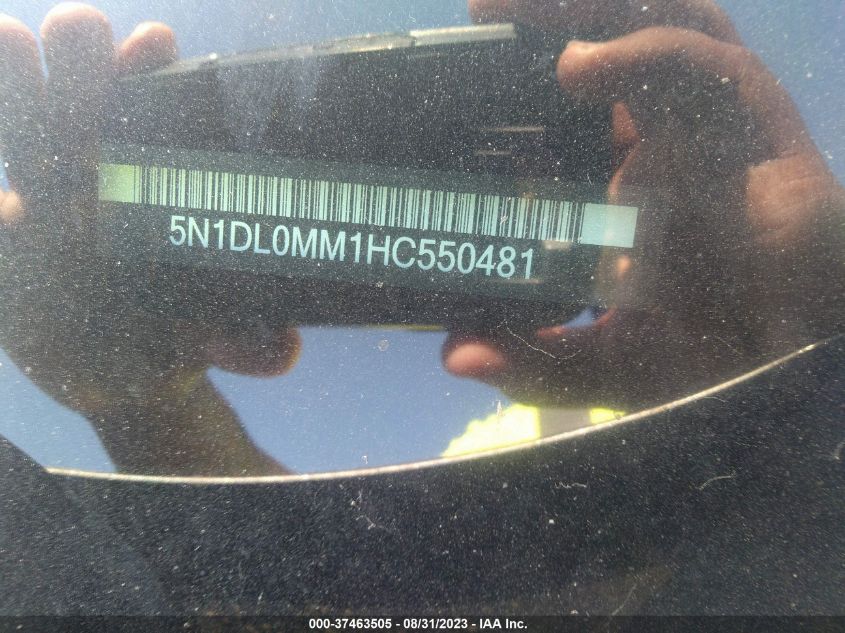 5N1DL0MM1HC550481
000-37463505 - 08/31/2023 - IAA Inc.